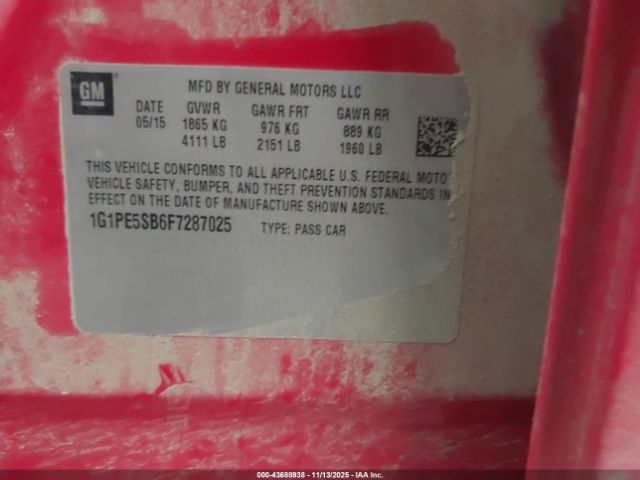 GM
MFD BY GENERAL MOTORS LLC
DATE GVWR GAWR FRT GAWR RR
05/15 1865 KG 976 KG 889 KG
4111 LB 2151 LB 1960 LB
THIS VEHICLE CONFORMS TO ALL APPLICABLE U.S. FEDERAL MOTO
VEHICLE SAFETY, BUMPER, AND THEFT PREVENTION STANDARDS IN
EFFECT ON THE DATE OF MANUFACTURE SHOWN ABOVE.
1G1PE5SB6F7287025 TYPE: PASS CAR
000-43688938 - 11/13/2025 - IAA Inc.